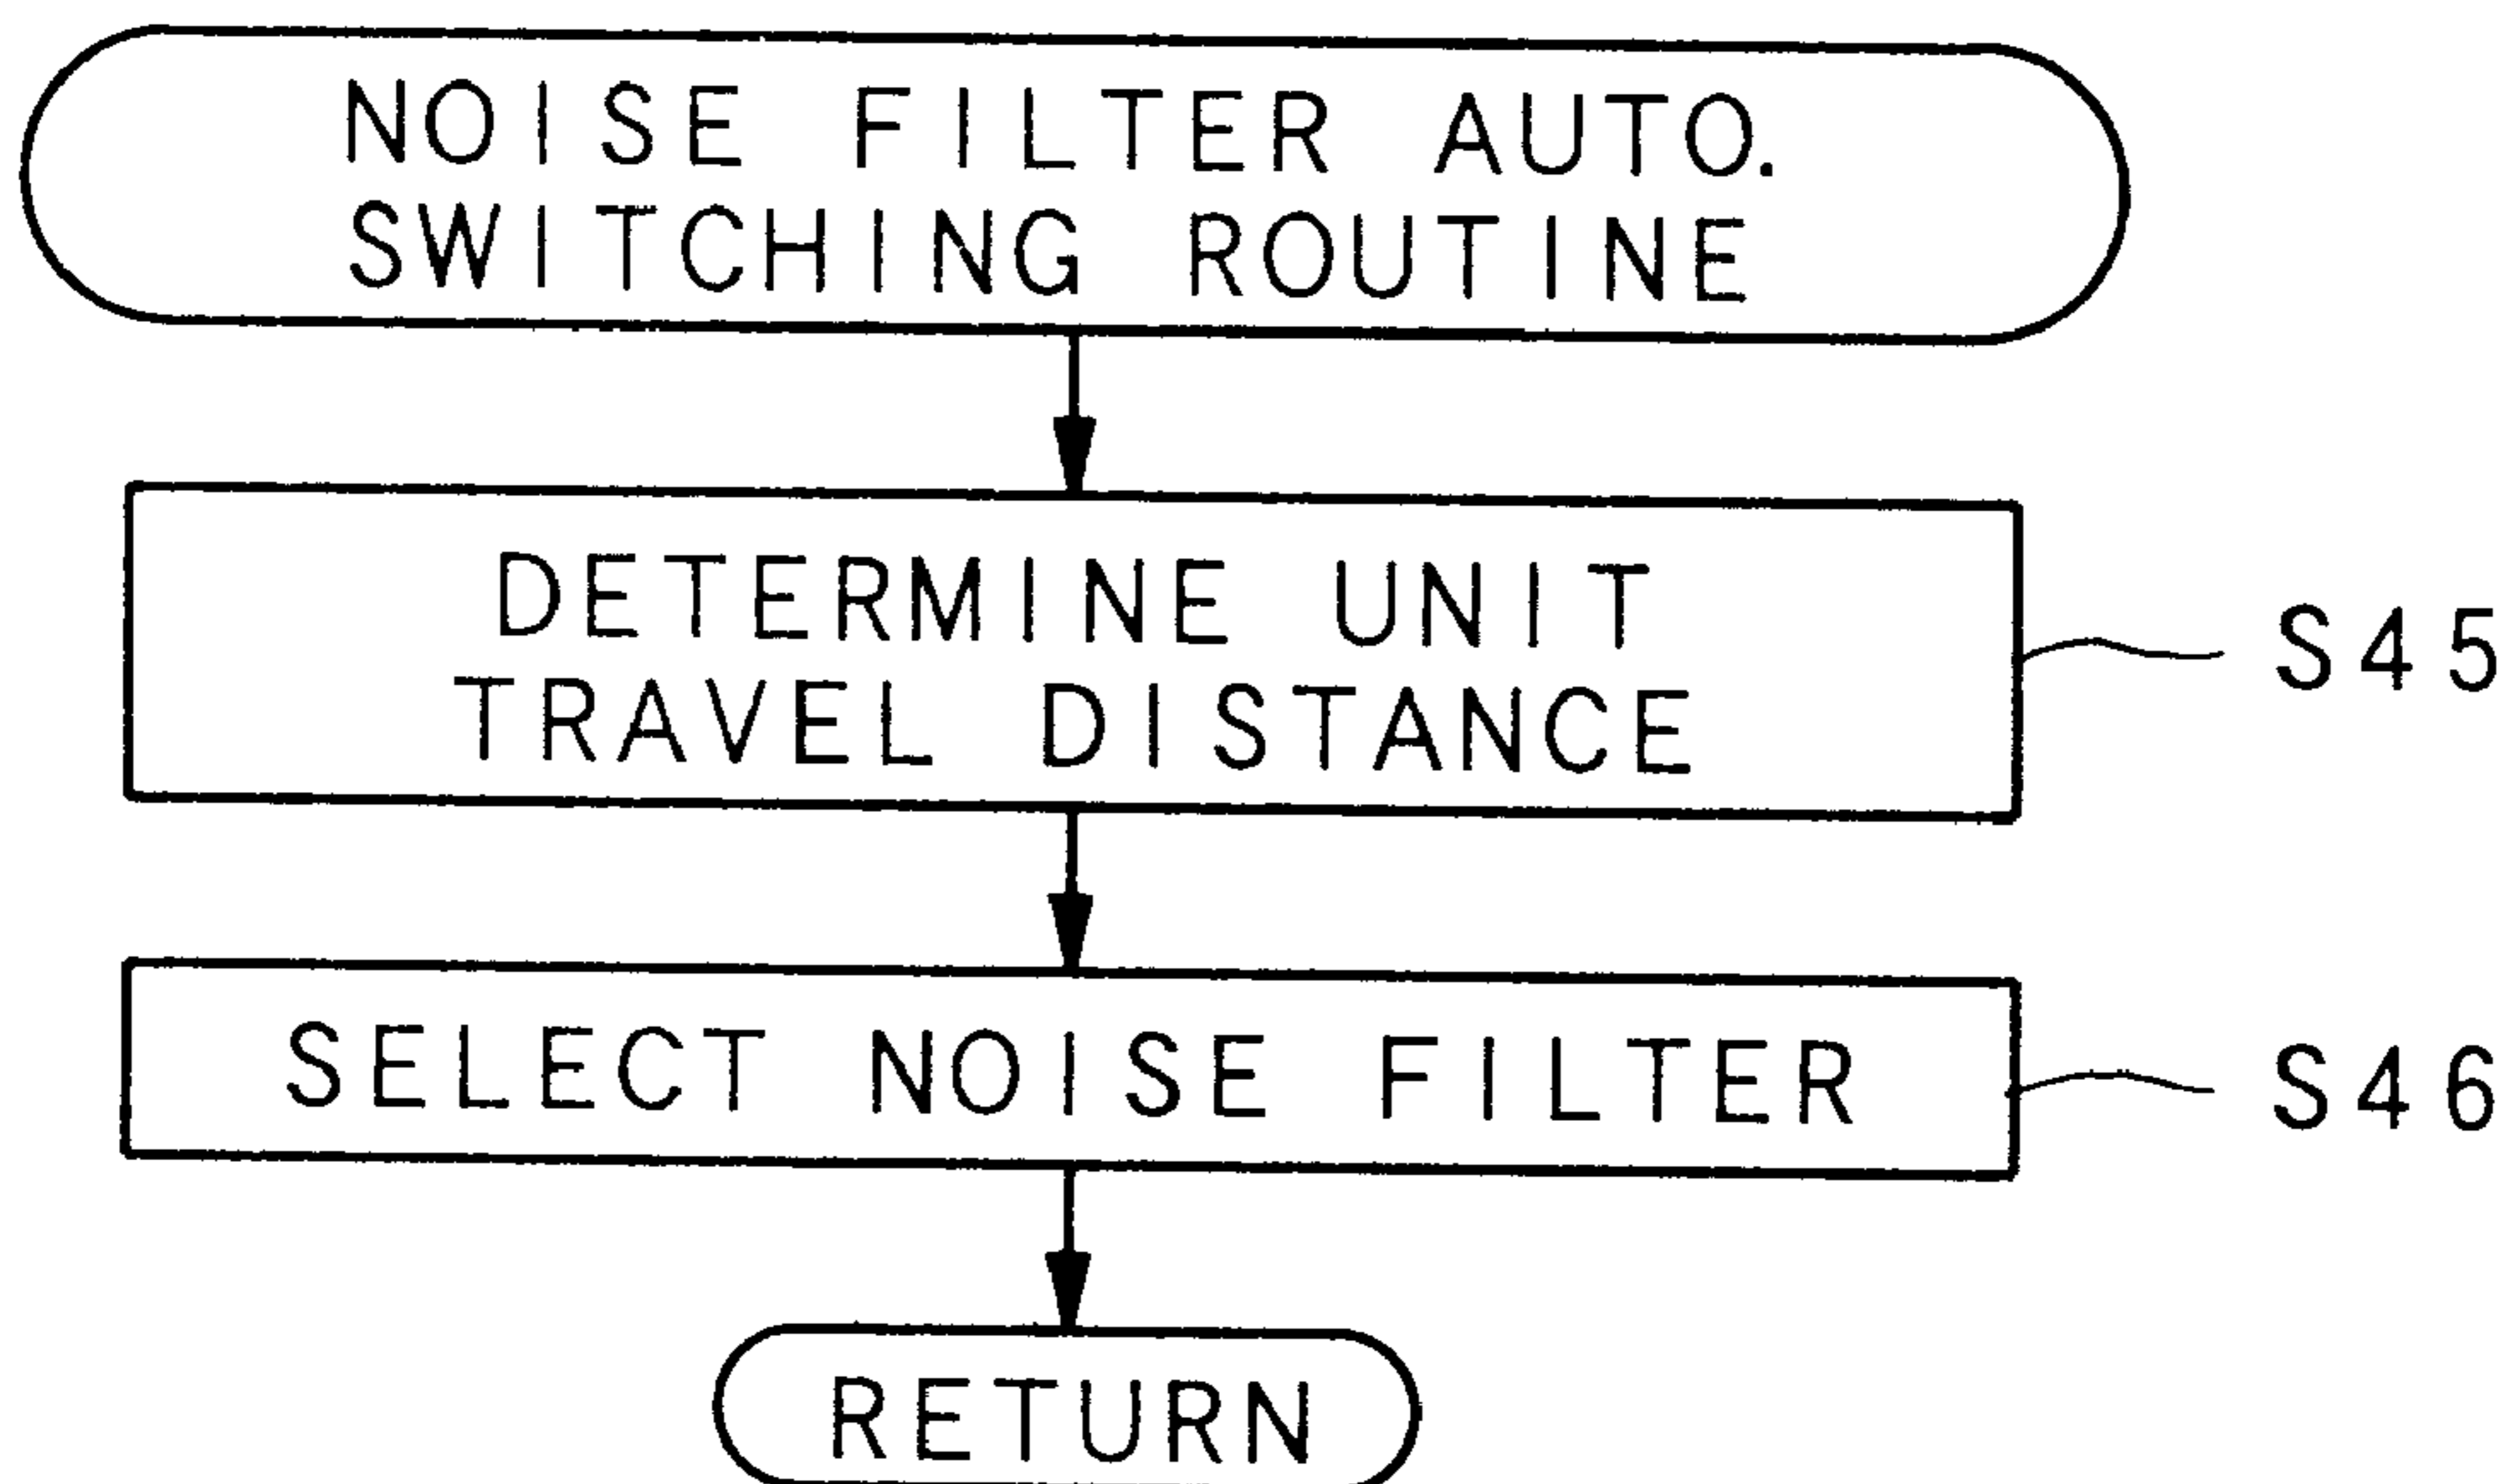 NOISE FILTER AUTO.
SWITCHING ROUTINE
DETERMINE UNIT
TRAVEL DISTANCE
S45
SELECT NOISE FILTER
S46
RETURN